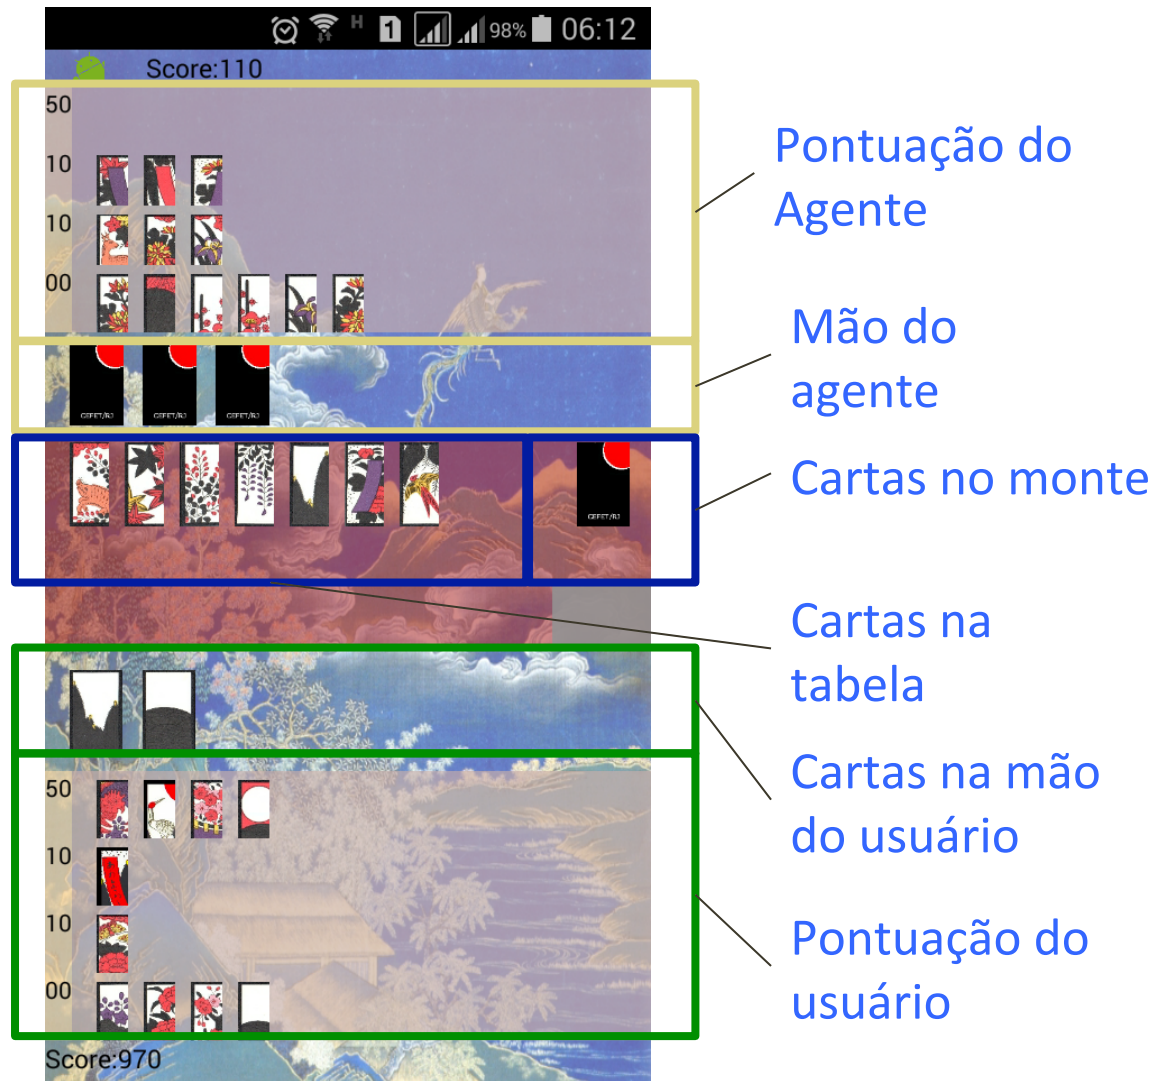 H 1 98% 06:12
Score:110
50
10
10
00
CEFET/RJ CEFET/RJ CEFET/RJ
CEFET/RJ
50
10
10
00
Score:970
Pontuação do
Agente
Mão do
agente
Cartas no monte
Cartas na
tabela
Cartas na mão
do usuário
Pontuação do
usuário